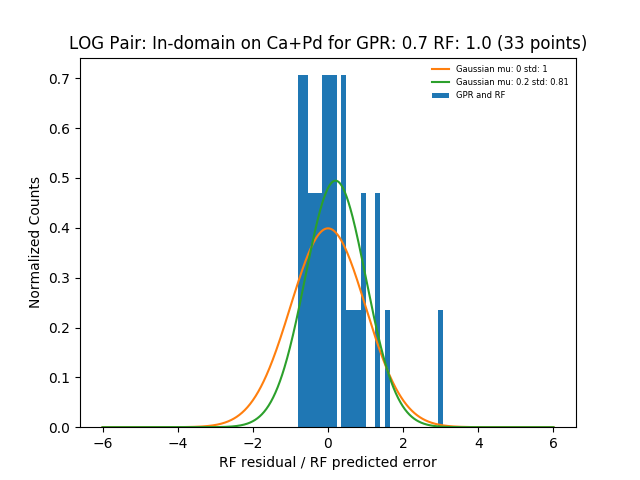 LOG Pair: In-domain on Ca+Pd for GPR: 0.7 RF: 1.0 (33 points)
Gaussian mu: 0 std: 1
Gaussian mu: 0.2 std: 0.81
GPR and RF
Normalized Counts
0.7
0.6
0.5
0.4
0.3
0.2
0.1
0.0
−6 −4 −2 0 2 4 6
RF residual / RF predicted error